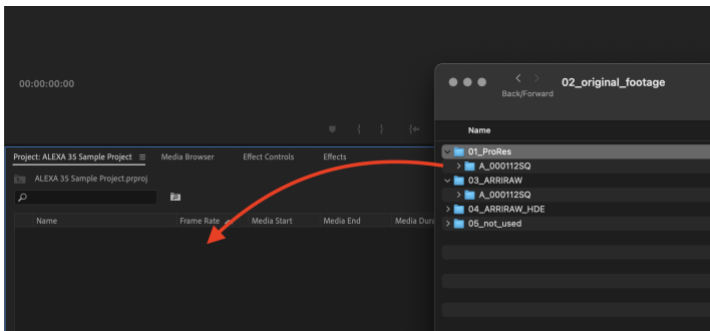 00:00:00:00
02_original_footage
Back/Forward
Name
Project: ALEXA 35 Sample Project
Media Browser
Effect Controls
Effects
ALEXA 35 Sample Project.prproj
Name
Frame Rate
Media Start
Media End
Media Dura
01_ProRes
A_000112SQ
03_ARRIRAW
A_000112SQ
04_ARRIRAW_HDE
05_not_used